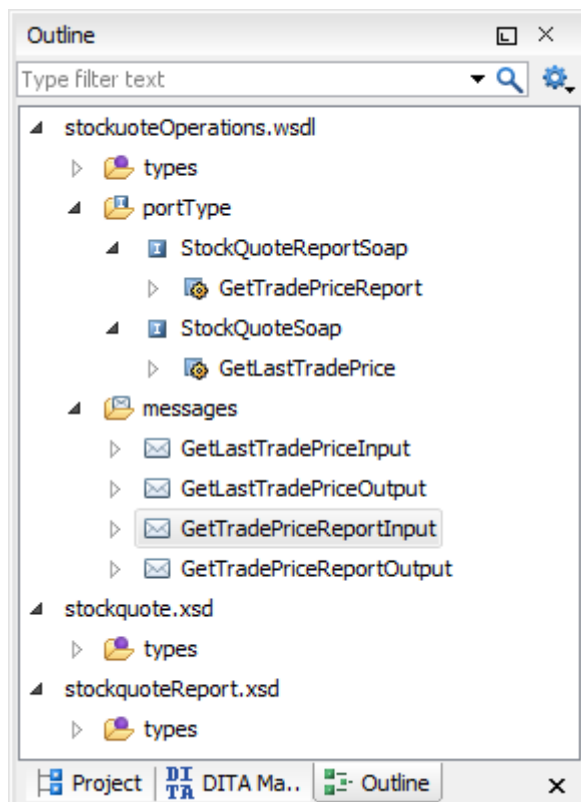 Outline
Type filter text
stockuoteOperations.wsdl
types
portType
StockQuoteReportSoap
GetTradePriceReport
StockQuoteSoap
GetLastTradePrice
messages
GetLastTradePriceInput
GetLastTradePriceOutput
GetTradePriceReportInput
GetTradePriceReportOutput
stockquote.xsd
types
stockquoteReport.xsd
types
Project DITA DITA Ma.. Outline